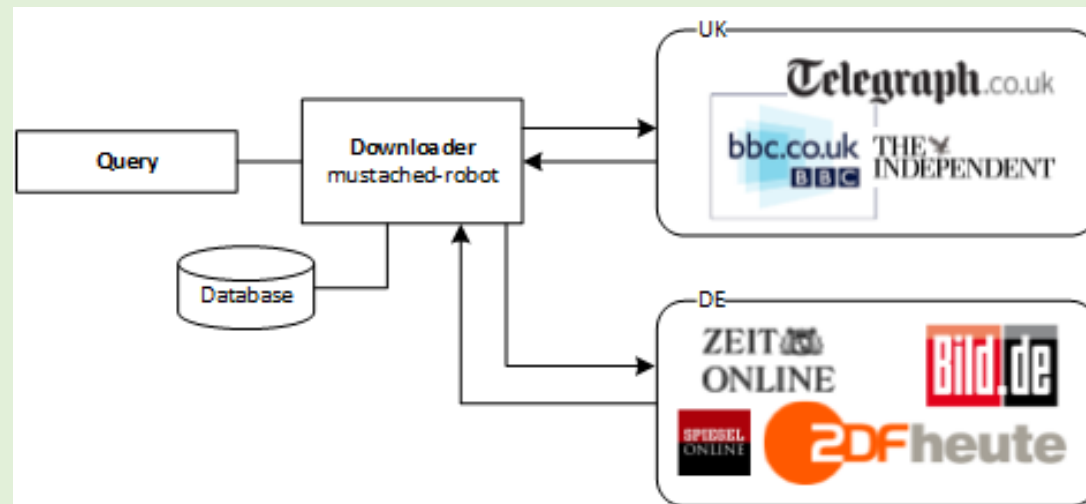 UK
Telegraph.co.uk
bbc.co.uk
BBC
THE
INDEPENDENT
Query
Downloader
mustached-robot
Database
DE
ZEIT
ONLINE
Bild.de
SPIEGEL
ONLINE
ZDFheute